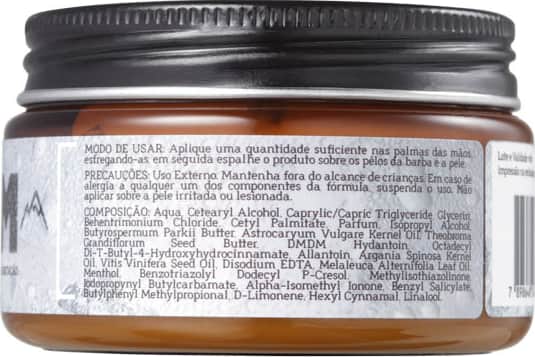 MODO DE USAR: Aplique uma quantidade suficiente nas palmas das mãos
esfregando-as, em seguida espalhe o produto sobre os pêlos da barba e a pele.
PRECAUÇÕES: Uso Externo. Mantenha fora do alcance de crianças. Em caso de
alergia a qualquer um dos componentes da fórmula, suspenda o uso. Não
aplicar sobre a pele irritada ou lesionada.
COMPOSIÇÃO: Aqua, Cetearyl Alcohol, Caprylic/Capric Triglyceride, Glycerin,
Behentrimonium Chloride, Cetyl Palmitate, Parfum, Isopropyl Alcohol,
Butyrospermum Parkii Butter, Astrocaryum Vulgare Kernel Oil, Theobroma
Grandiflorum Seed Butter, DMDM Hydantoin, Octadecyl
Di-T-Butyl-4-Hydroxyhydrocinnamate, Allantoin, Argania Spinosa Kernel
Oil, Vitis Vinifera Seed Oil, Disodium EDTA, Melaleuca Alternifolia Leaf Oil,
Menthol, Benzotriazolyl Dodecyl P-Cresol, Methylisothiazolinone,
Iodopropynyl Butylcarbamate, Alpha-Isomethyl Ionone, Benzyl Salicylate,
Butylphenyl Methylpropional, D-Limonene, Hexyl Cynnamal, Linalool.
Lote e Validade